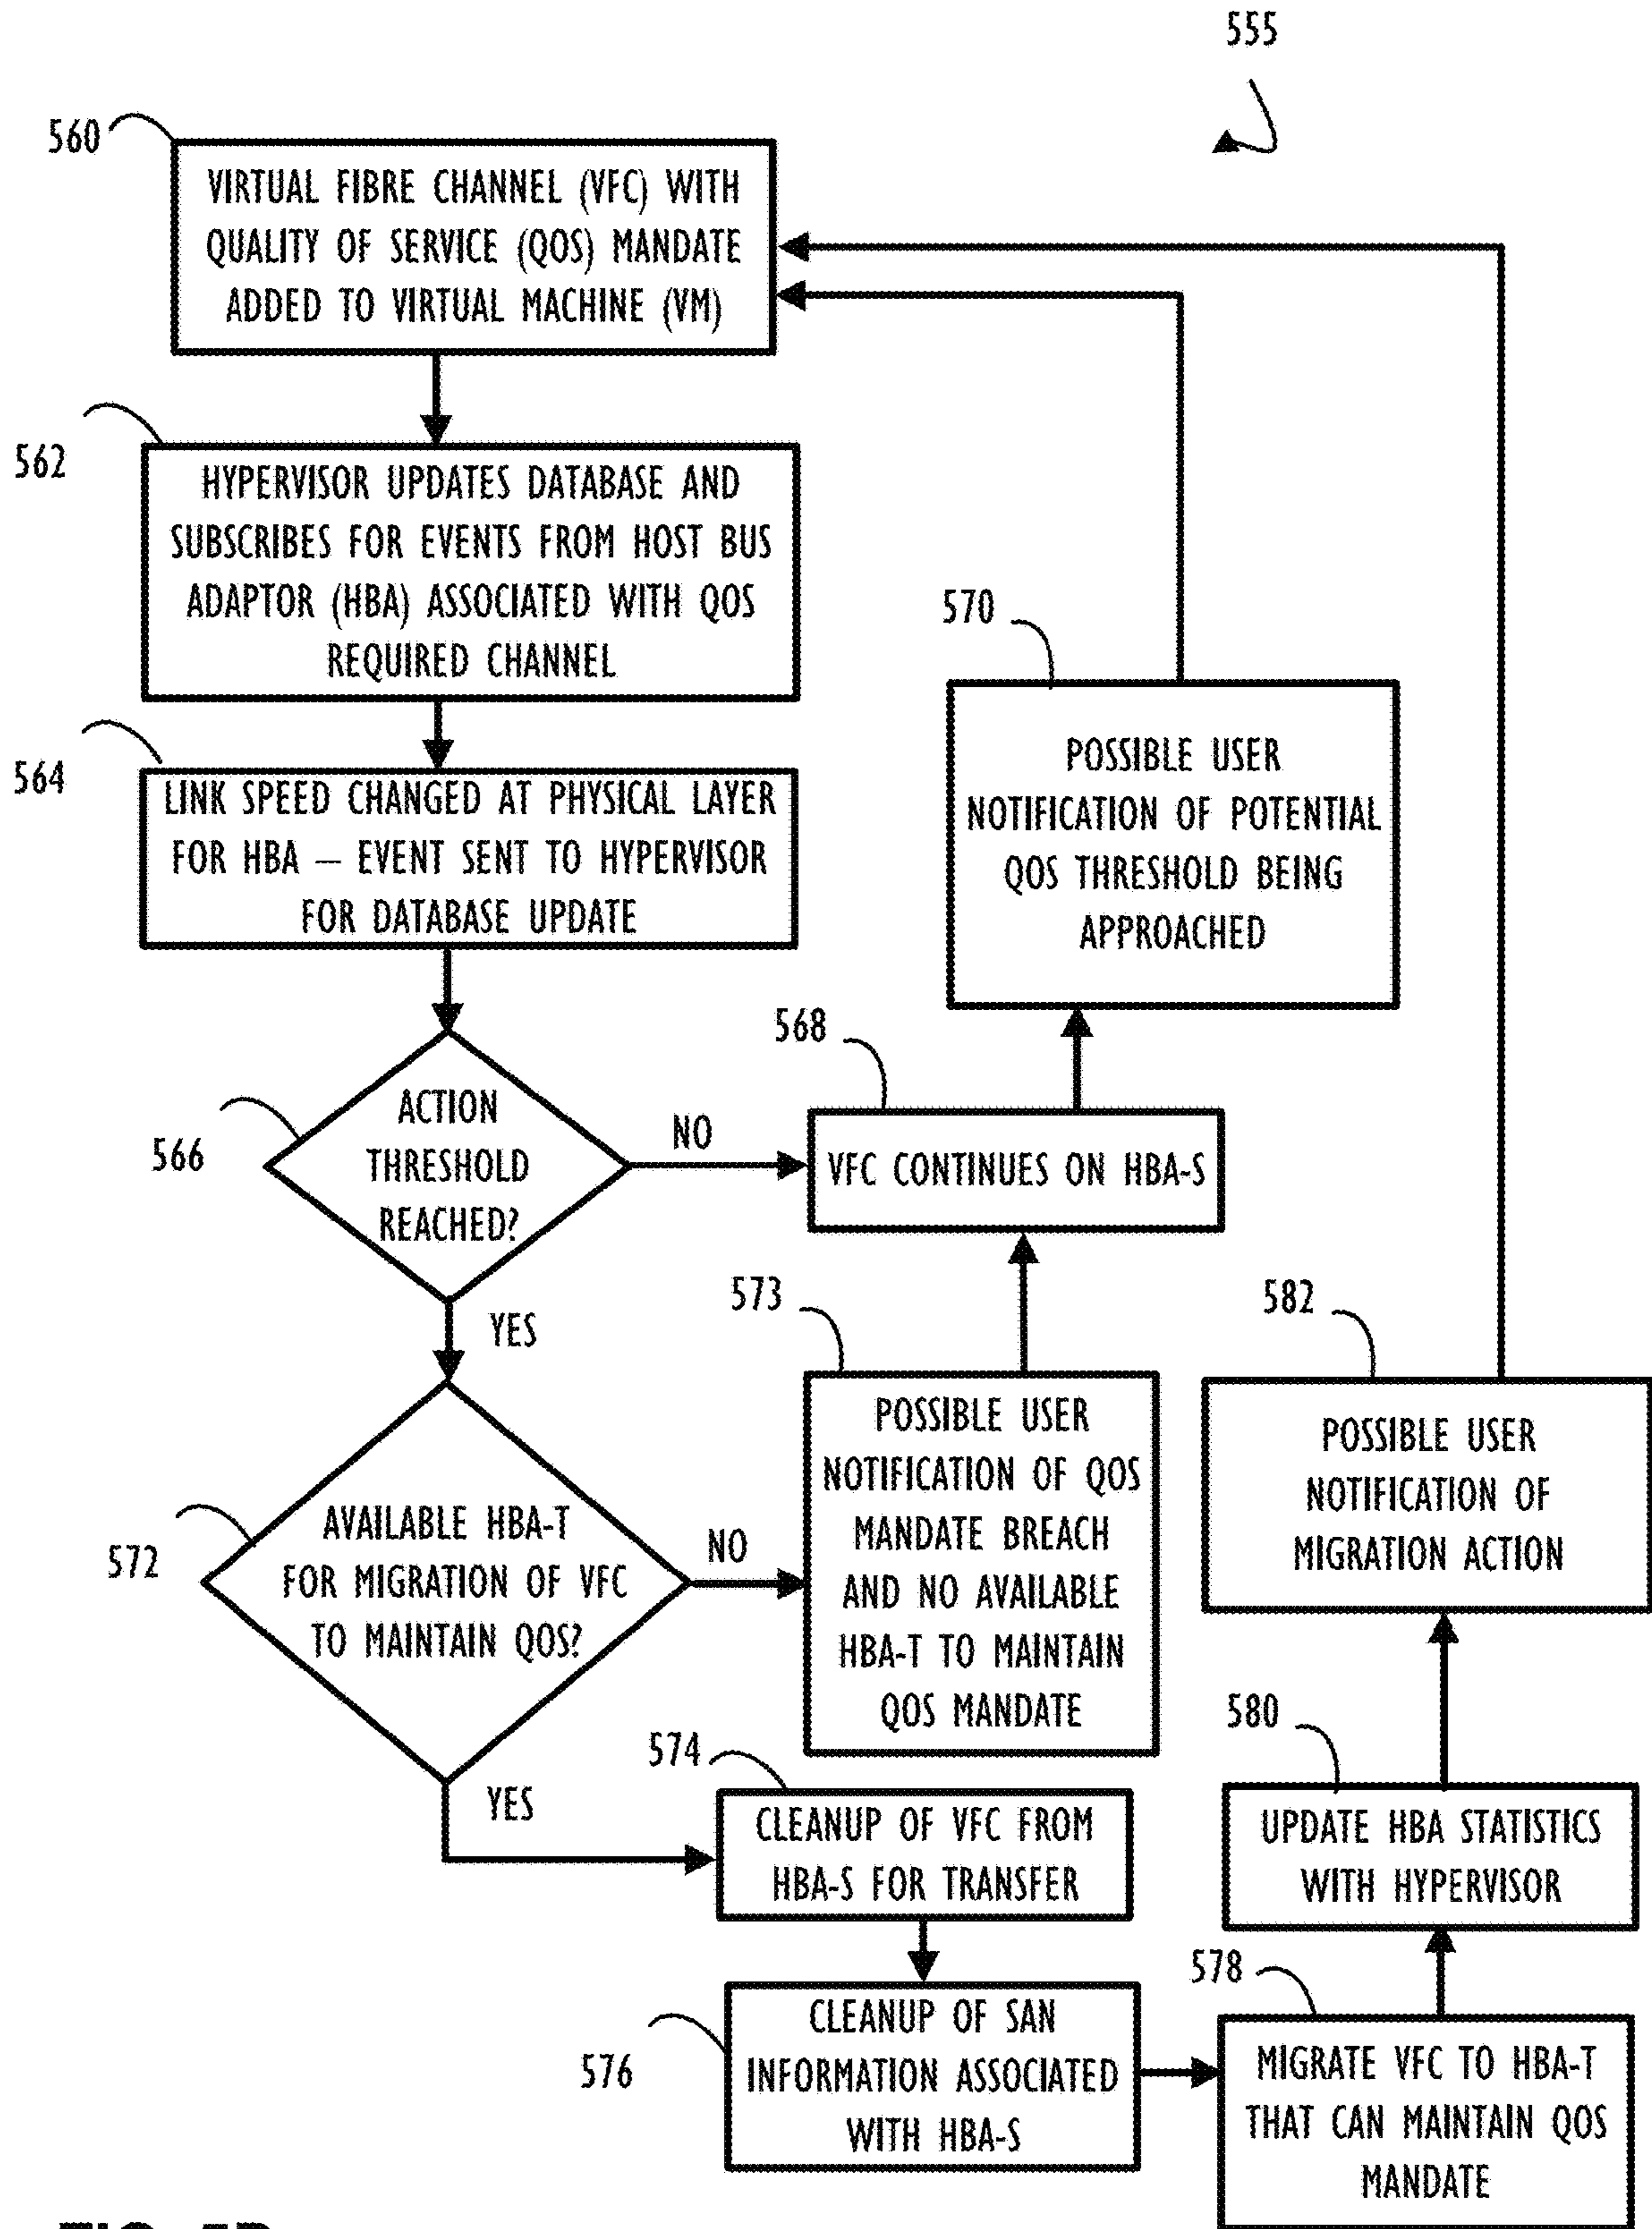 555
560
VIRTUAL FIBRE CHANNEL (VFC) WITH
QUALITY OF SERVICE (QOS) MANDATE
ADDED TO VIRTUAL MACHINE (VM)
562
HYPERVISOR UPDATES DATABASE AND
SUBSCRIBES FOR EVENTS FROM HOST BUS
ADAPTOR (HBA) ASSOCIATED WITH QOS
REQUIRED CHANNEL
564
LINK SPEED CHANGED AT PHYSICAL LAYER
FOR HBA – EVENT SENT TO HYPERVISOR
FOR DATABASE UPDATE
566
ACTION
THRESHOLD
REACHED?
NO
YES
568
VFC CONTINUES ON HBA-S
570
POSSIBLE USER
NOTIFICATION OF POTENTIAL
QOS THRESHOLD BEING
APPROACHED
572
AVAILABLE HBA-T
FOR MIGRATION OF VFC
TO MAINTAIN QOS?
NO
YES
573
POSSIBLE USER
NOTIFICATION OF QOS
MANDATE BREACH
AND NO AVAILABLE
HBA-T TO MAINTAIN
QOS MANDATE
574
CLEANUP OF VFC FROM
HBA-S FOR TRANSFER
576
CLEANUP OF SAN
INFORMATION ASSOCIATED
WITH HBA-S
578
MIGRATE VFC TO HBA-T
THAT CAN MAINTAIN QOS
MANDATE
580
UPDATE HBA STATISTICS
WITH HYPERVISOR
582
POSSIBLE USER
NOTIFICATION OF
MIGRATION ACTION